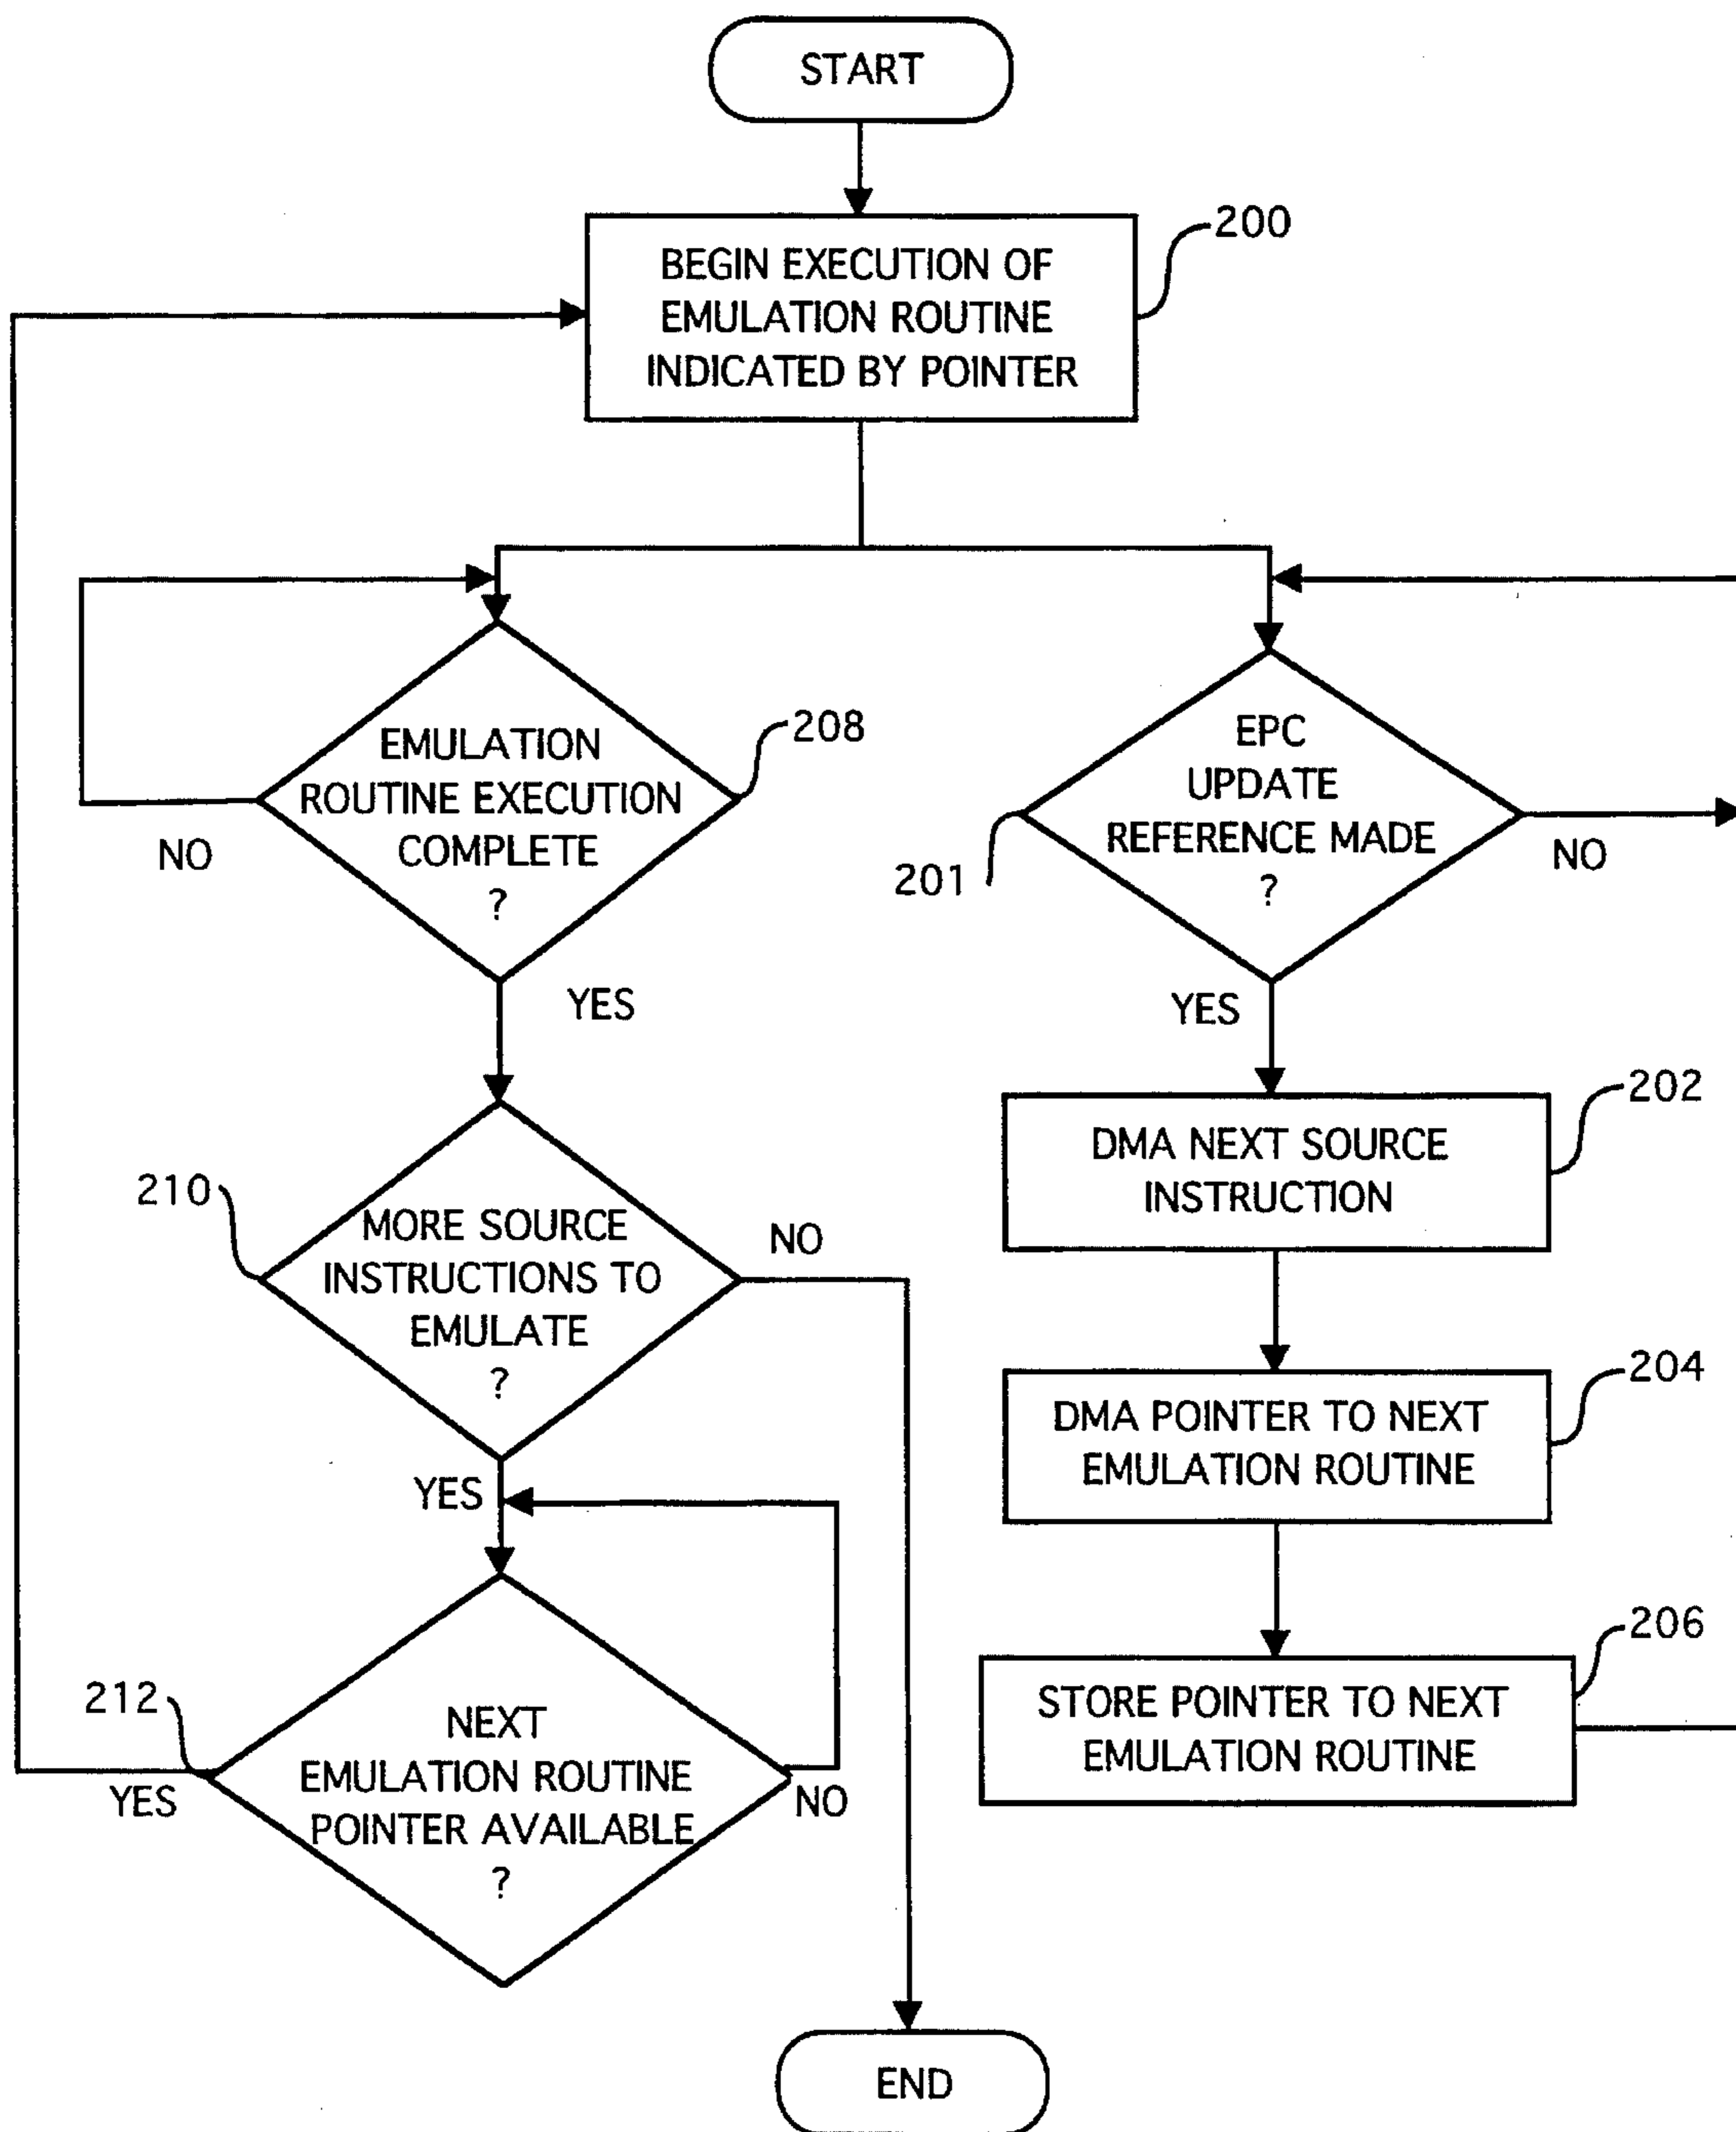 START
BEGIN EXECUTION OF
EMULATION ROUTINE
INDICATED BY POINTER
200
EMULATION
ROUTINE EXECUTION
COMPLETE
?
208
NO
YES
EPC
UPDATE
REFERENCE MADE
?
201
NO
YES
DMA NEXT SOURCE
INSTRUCTION
202
210
MORE SOURCE
INSTRUCTIONS TO
EMULATE
?
NO
YES
DMA POINTER TO NEXT
EMULATION ROUTINE
204
STORE POINTER TO NEXT
EMULATION ROUTINE
206
212
NEXT
EMULATION ROUTINE
POINTER AVAILABLE
?
YES
NO
END